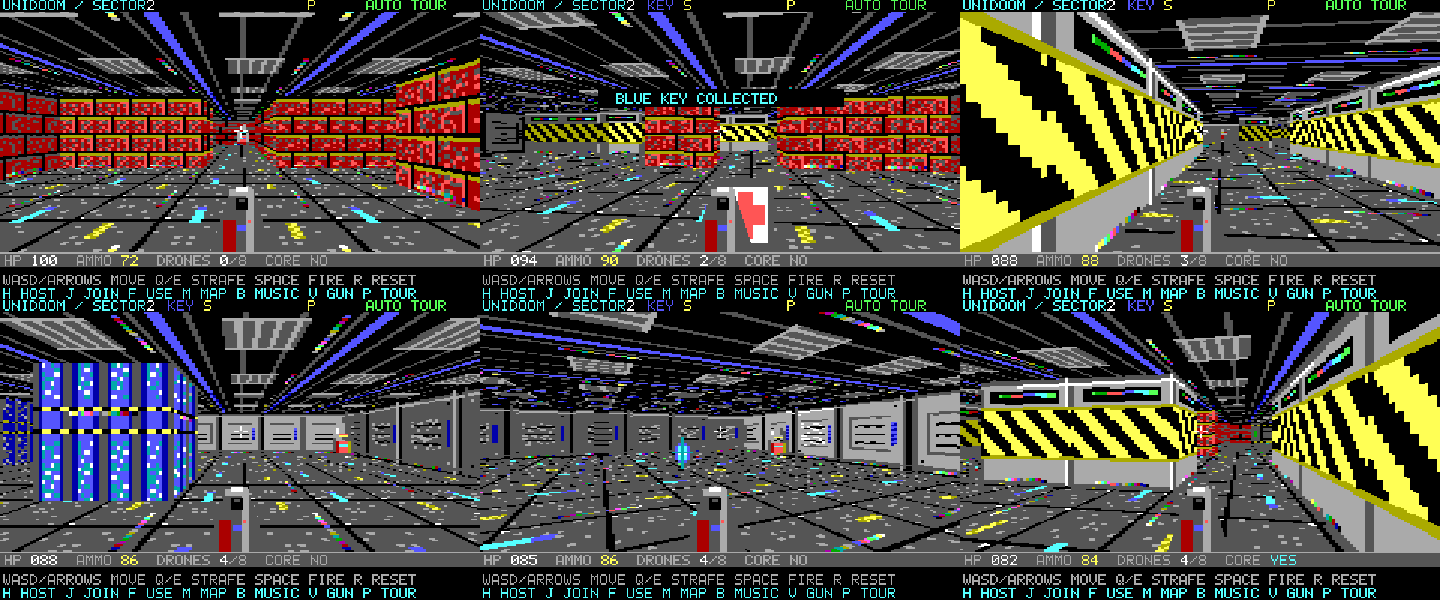 UNIDOOM / SECTOR2 P AUTO TOUR
HP 100 AMMO 72 DRONES 0/8 CORE NO
WASD/ARROWS MOVE Q/E STRAFE SPACE FIRE R RESET
H HOST J JOIN F USE M MAP B MUSIC V GUN P TOUR
UNIDOOM / SECTOR2 KEY S P AUTO TOUR
BLUE KEY COLLECTED
HP 094 AMMO 90 DRONES 2/8 CORE NO
WASD/ARROWS MOVE Q/E STRAFE SPACE FIRE R RESET
H HOST J JOIN F USE M MAP B MUSIC V GUN P TOUR
UNIDOOM / SECTOR2 KEY S P AUTO TOUR
HP 088 AMMO 88 DRONES 3/8 CORE NO
WASD/ARROWS MOVE Q/E STRAFE SPACE FIRE R RESET
H HOST J JOIN F USE M MAP B MUSIC V GUN P TOUR
UNIDOOM / SECTOR2 KEY S P AUTO TOUR
HP 088 AMMO 86 DRONES 4/8 CORE NO
WASD/ARROWS MOVE Q/E STRAFE SPACE FIRE R RESET
H HOST J JOIN F USE M MAP B MUSIC V GUN P TOUR
UNIDOOM / SECTOR2 KEY S P AUTO TOUR
HP 085 AMMO 86 DRONES 4/8 CORE NO
WASD/ARROWS MOVE Q/E STRAFE SPACE FIRE R RESET
H HOST J JOIN F USE M MAP B MUSIC V GUN P TOUR
UNIDOOM / SECTOR2 KEY S P AUTO TOUR
HP 082 AMMO 84 DRONES 4/8 CORE YES
WASD/ARROWS MOVE Q/E STRAFE SPACE FIRE R RESET
H HOST J JOIN F USE M MAP B MUSIC V GUN P TOUR